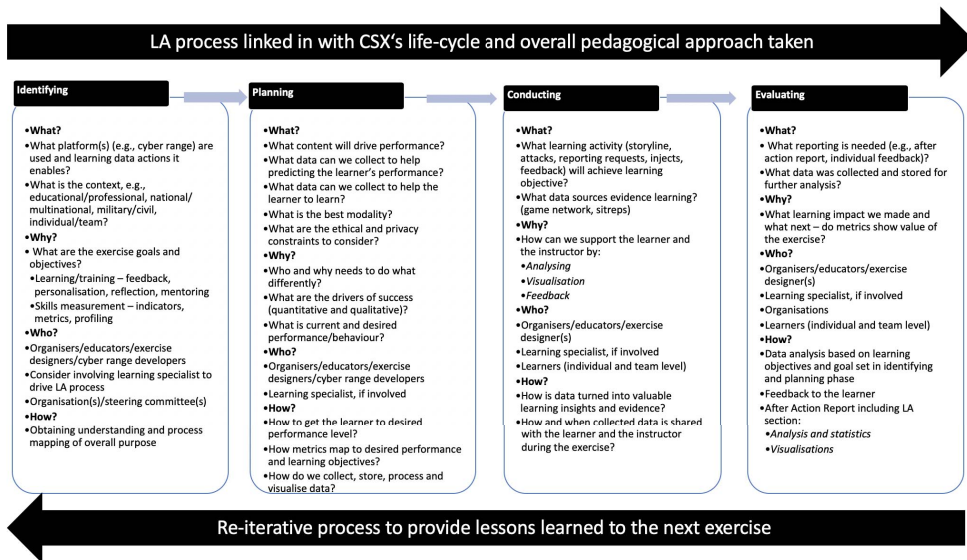 LA process linked in with CSX's life-cycle and overall pedagogical approach taken
Identifying
•What?
•What platform(s) (e.g., cyber range) are
used and learning data actions it
enables?
•What is the context, e.g.,
educational/professional, national/
multinational, military/civil,
individual/team?
•Why?
• What are the exercise goals and
objectives?
•Learning/training – feedback,
personalisation, reflection, mentoring
•Skills measurement – indicators,
metrics, profiling
•Who?
•Organisers/educators/exercise
designers/cyber range developers
•Consider involving learning specialist to
drive LA process
•Organisation(s)/steering committee(s)
•How?
•Obtaining understanding and process
mapping of overall purpose
Planning
•What?
•What content will drive performance?
•What data can we collect to help
predicting the learner's performance?
•What data can we collect to help the
learner to learn?
•What is the best modality?
•What are the ethical and privacy
constraints to consider?
•Why?
•Who and why needs to do what
differently?
•What are the drivers of success
(quantitative and qualitative)?
•What is current and desired
performance/behaviour?
•Who?
•Organisers/educators/exercise
designers/cyber range developers
•Learning specialist, if involved
•How?
•How to get the learner to desired
performance level?
•How metrics map to desired performance
and learning objectives?
•How do we collect, store, process and
visualise data?
Conducting
•What?
•What learning activity (storyline,
attacks, reporting requests, injects,
feedback) will achieve learning
objective?
•What data sources evidence learning?
(game network, sitreps)
•Why?
•How can we support the learner and
the instructor by:
•Analysing
•Visualisation
•Feedback
•Who?
•Organisers/educators/exercise
designer(s)
•Learning specialist, if involved
•Learners (individual and team level)
•How?
•How is data turned into valuable
learning insights and evidence?
•How and when collected data is shared
with the learner and the instructor
during the exercise?
Evaluating
•What?
• What reporting is needed (e.g., after
action report, individual feedback)?
•What data was collected and stored for
further analysis?
•Why?
•What learning impact we made and
what next – do metrics show value of
the exercise?
•Who?
•Organisers/educators/exercise
designer(s)
•Learning specialist, if involved
•Organisations
•Learners (individual and team level)
•How?
•Data analysis based on learning
objectives and goal set in identifying
and planning phase
•Feedback to the learner
•After Action Report including LA
section:
•Analysis and statistics
•Visualisations
Re-iterative process to provide lessons learned to the next exercise